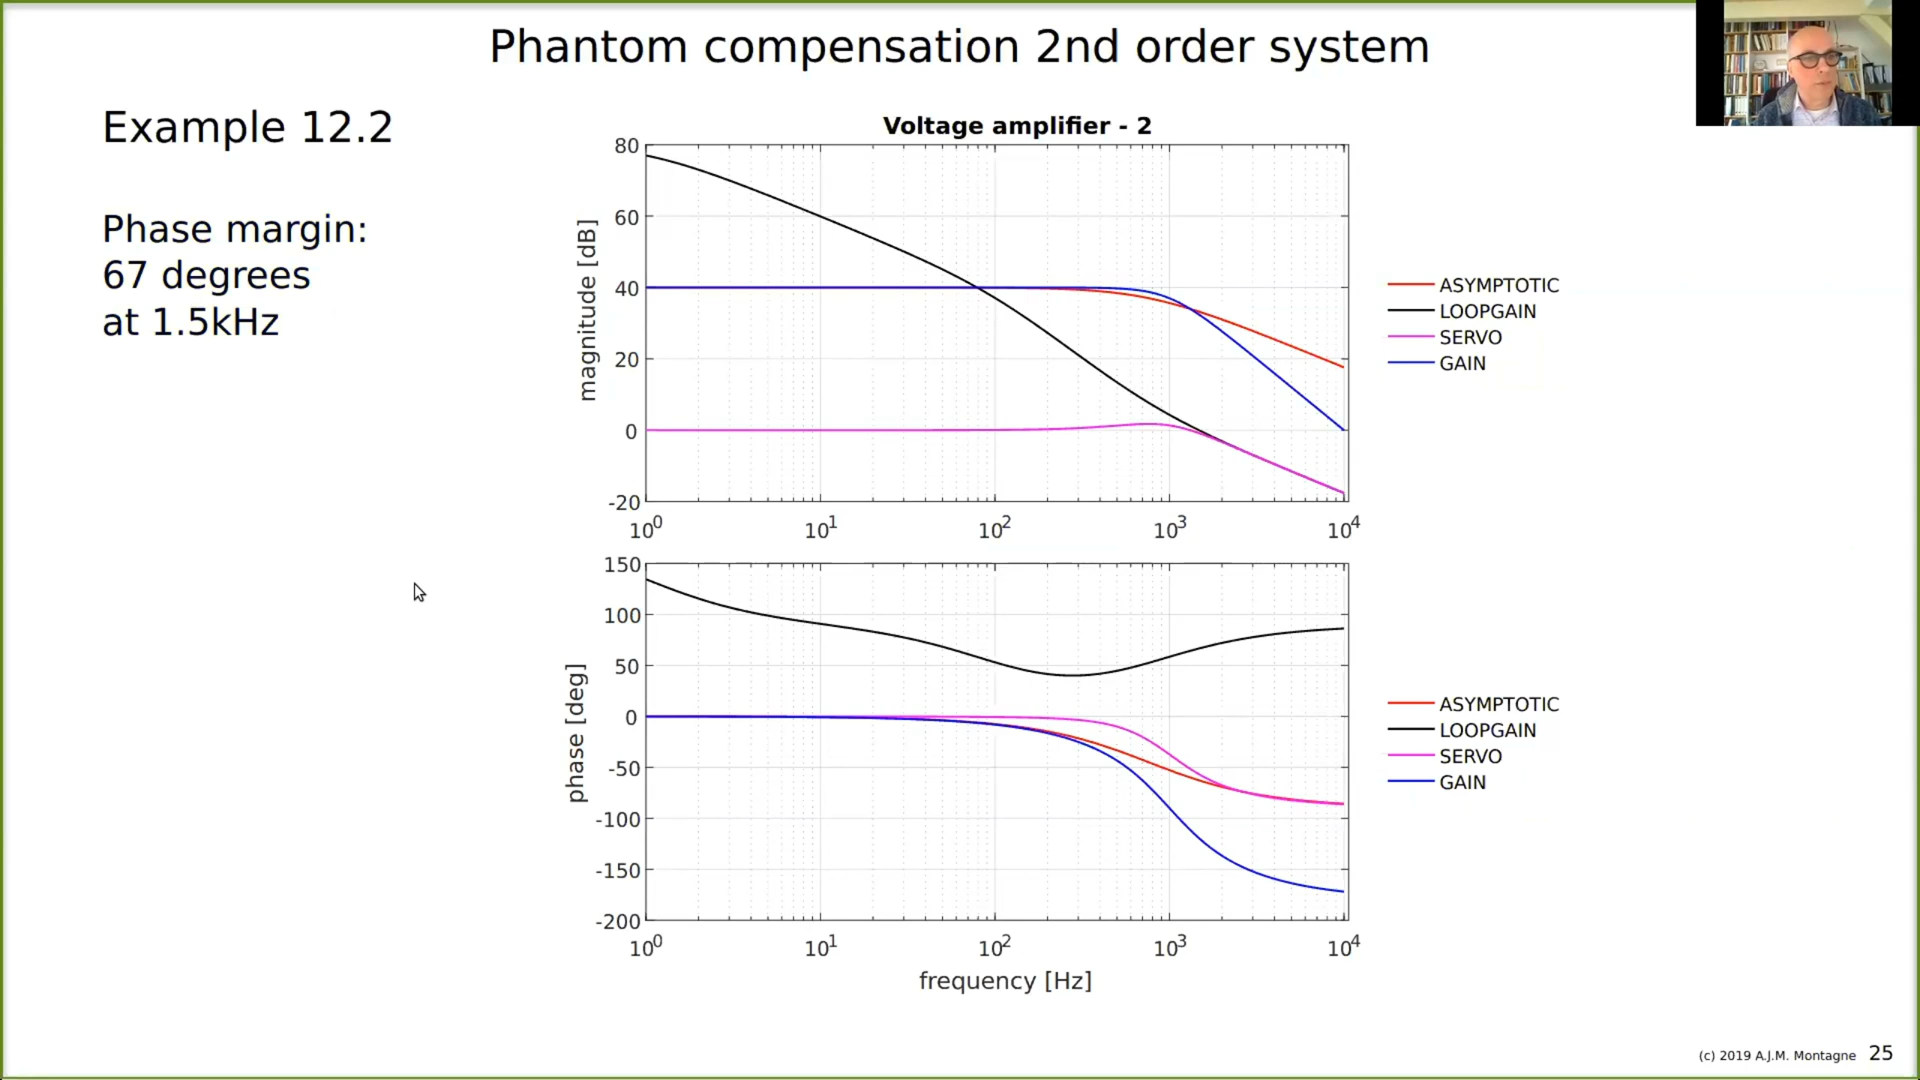 Phantom compensation 2nd order system
Example 12.2
Phase margin:
67 degrees
at 1.5kHz
Voltage amplifier - 2
magnitude [dB]
80
60
40
20
0
-20
10^0 10^1 10^2 10^3 10^4
ASYMPTOTIC
LOOPGAIN
SERVO
GAIN
phase [deg]
150
100
50
0
-50
-100
-150
-200
10^0 10^1 10^2 10^3 10^4
frequency [Hz]
ASYMPTOTIC
LOOPGAIN
SERVO
GAIN
(c) 2019 A.J.M. Montagne 25